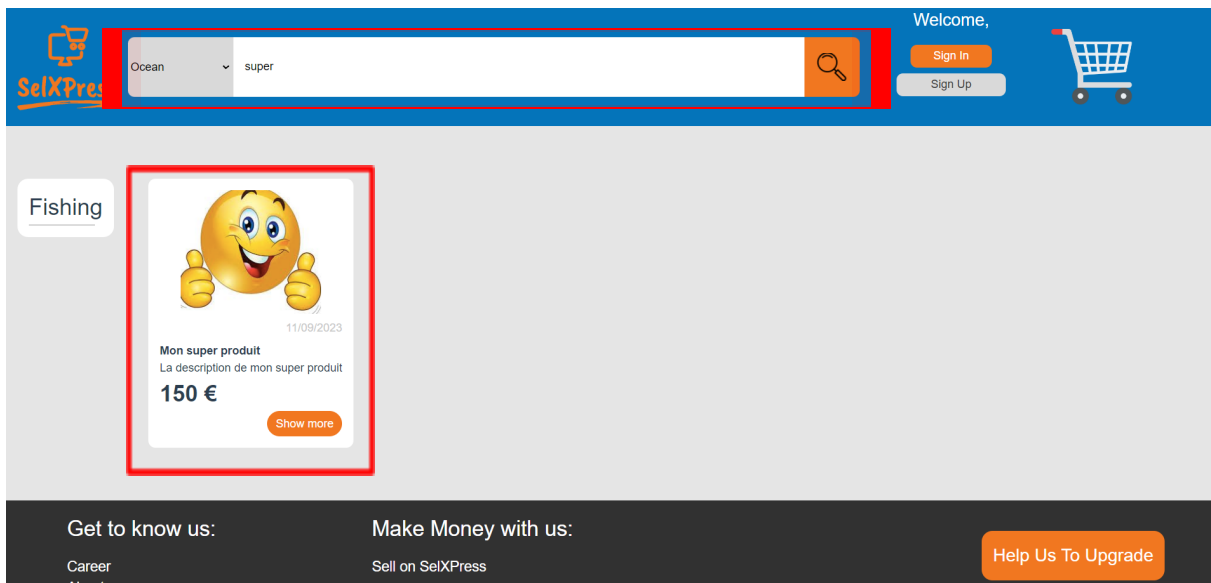 Welcome,
SelXPres
Ocean
super
Sign In
Sign Up
Fishing
11/09/2023
Mon super produit
La description de mon super produit
150 €
Show more
Get to know us:
Make Money with us:
Help Us To Upgrade
Career
Sell on SelXPress